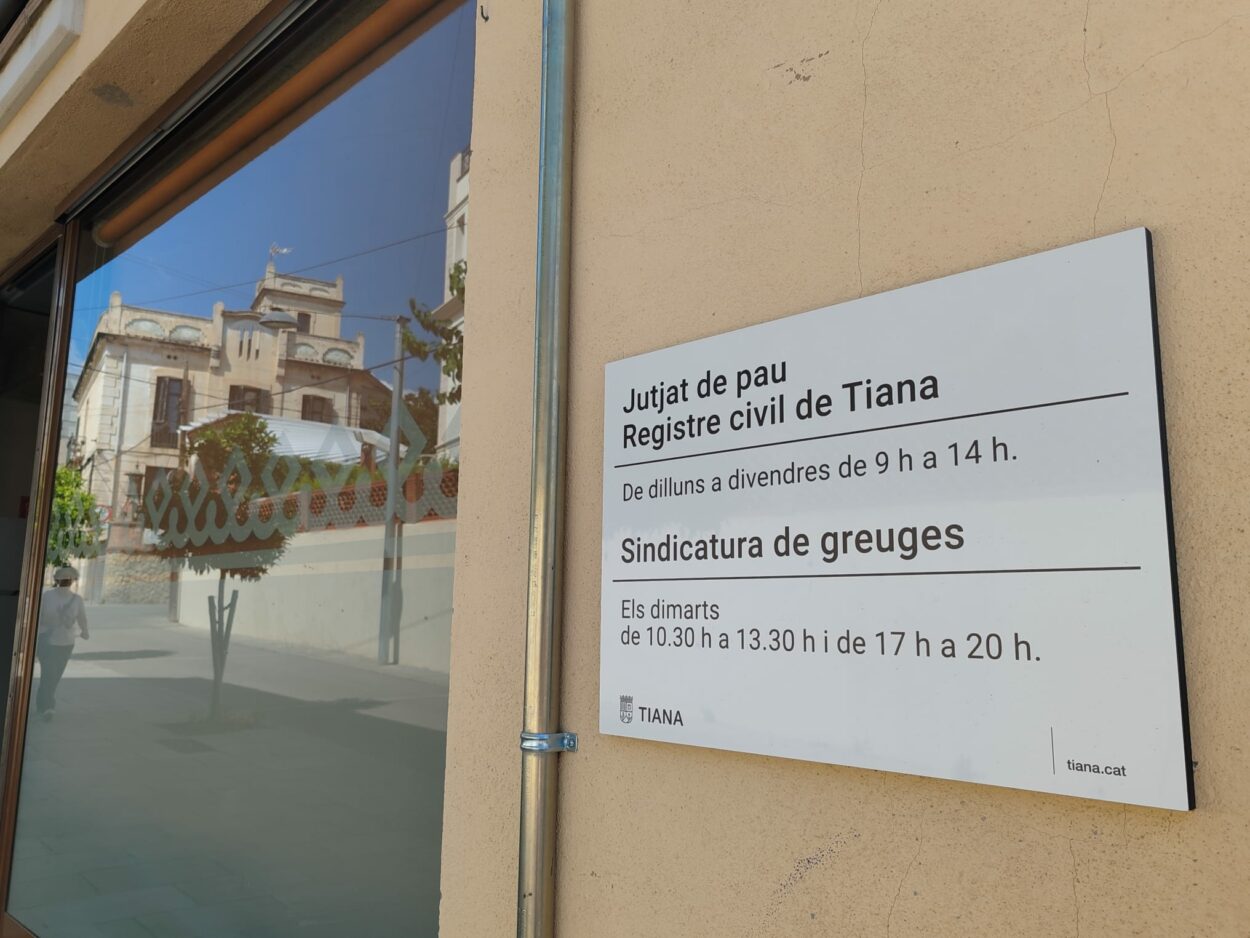 Jutjat de pau
Registre civil de Tiana
De dilluns a divendres de 9 h a 14 h.
Sindicatura de greuges
Els dimarts
de 10.30 h a 13.30 h i de 17 h a 20 h.
TIANA
tiana.cat